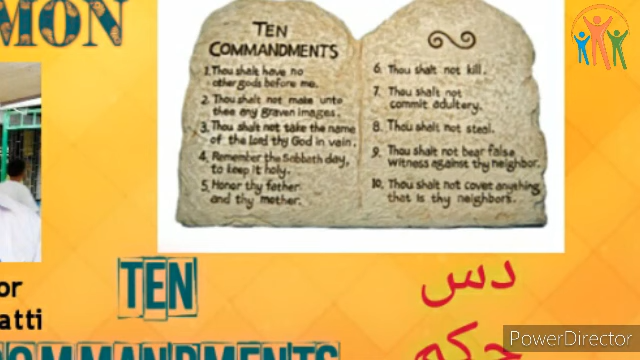 MON
TEN
COMMANDMENTS
1. Thou shalt have no
other gods before me.
2. Thou shalt not make unto
thee any graven images.
3. Thou shalt not take the name
of the Lord thy God in vain.
4. Remember the Sabbath day,
to keep it holy.
5. Honor thy father
and thy mother.
6. Thou shalt not kill.
7. Thou shalt not
commit adultery.
8. Thou shalt not steal.
9. Thou shalt not bear false
witness against thy neighbor.
10. Thou shalt not covet anything
that is thy neighbors.
or
atti
TEN
COMMANDMENTS
دس
PowerDirector